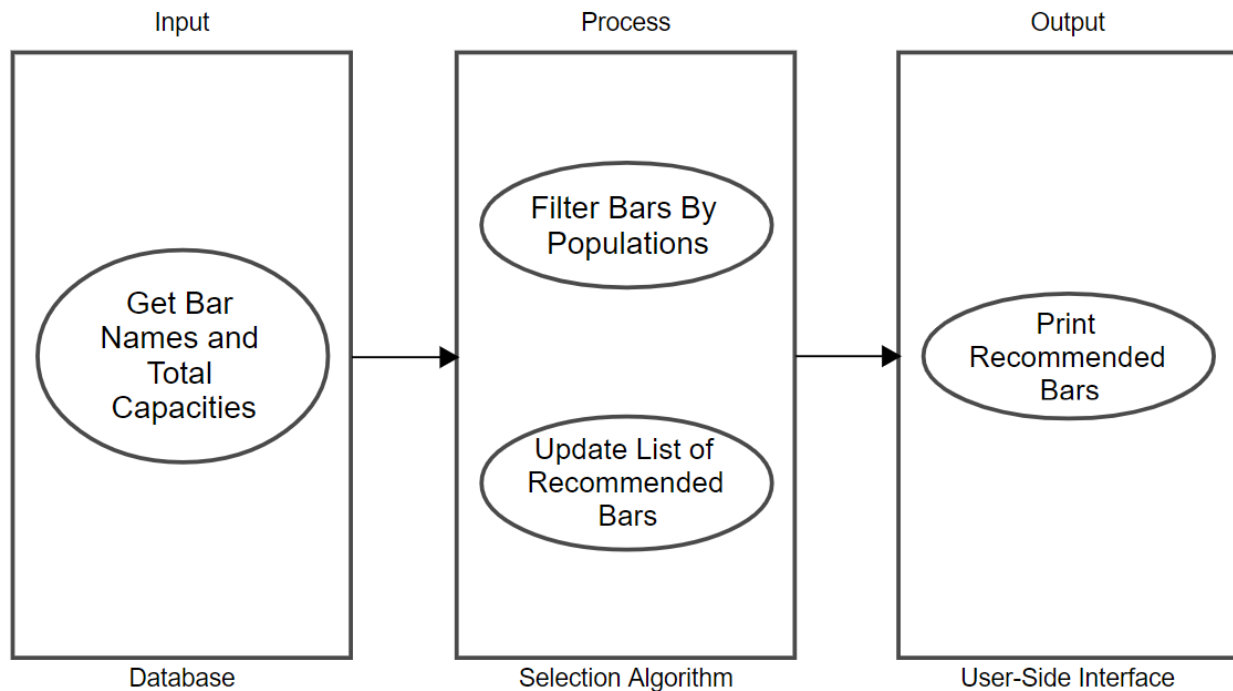 Input
Process
Output
Get Bar
Names and
Total
Capacities
Filter Bars By
Populations
Update List of
Recommended
Bars
Print
Recommended
Bars
Database
Selection Algorithm
User-Side Interface